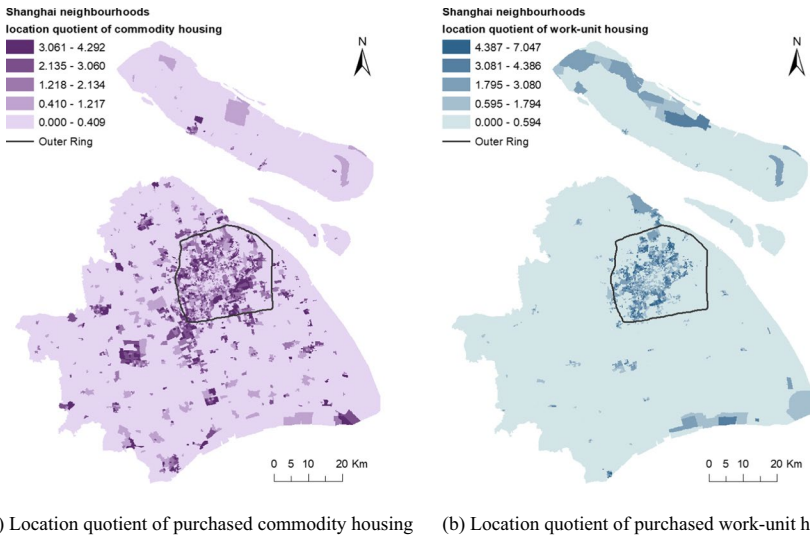 Shanghai neighbourhoods
location quotient of commodity housing
3.061 - 4.292
2.135 - 3.060
1.218 - 2.134
0.410 - 1.217
0.000 - 0.409
Outer Ring
N
0 5 10 20 Km
Shanghai neighbourhoods
location quotient of work-unit housing
4.387 - 7.047
3.081 - 4.386
1.795 - 3.080
0.595 - 1.794
0.000 - 0.594
Outer Ring
N
0 5 10 20 Km
) Location quotient of purchased commodity housing
(b) Location quotient of purchased work-unit h